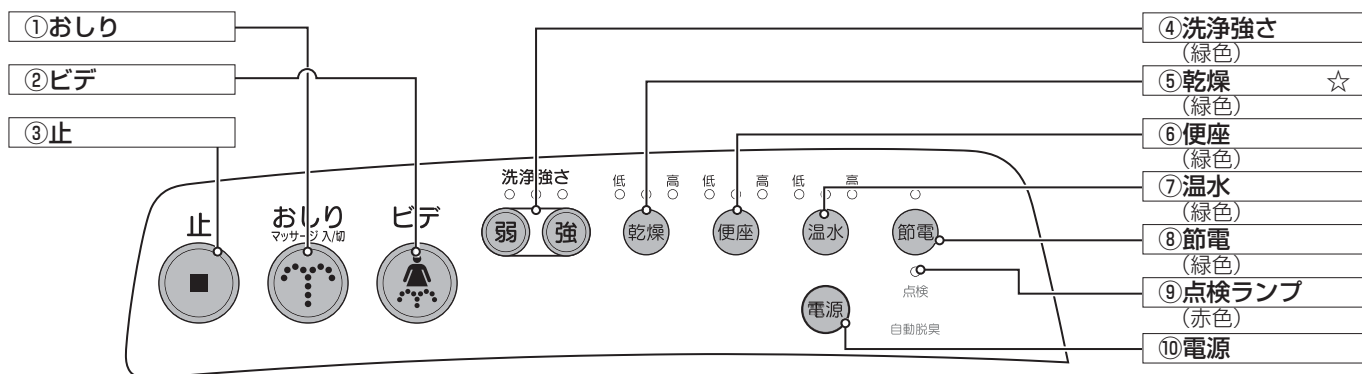 ①おしり
②ビデ
③止
④洗浄強さ
(緑色)
⑤乾燥 ☆
(緑色)
⑥便座
(緑色)
⑦温水
(緑色)
⑧節電
(緑色)
⑨点検ランプ
(赤色)
⑩電源
洗浄強さ
低 高 低 高 低 高
止 おしり ビデ
マッサージ 入/切
弱 強 乾燥 便座 温水 節電
点検
電源
自動脱臭